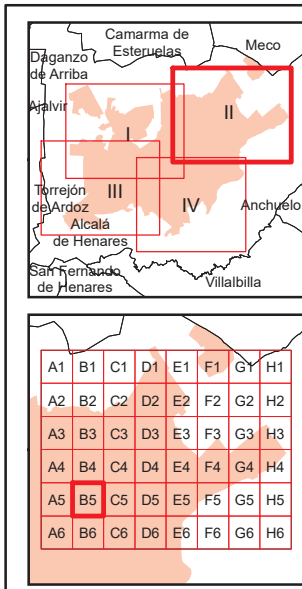 Camarma de
Esteruelas
Meco
Daganzo
de Arriba
Ajalvir
I
II
III
IV
Torrejón
de Ardoz
Alcalá
de Henares
Anchuelo
San Fernando
de Henares
Villalbilla
A1 B1 C1 D1 E1 F1 G1 H1
A2 B2 C2 D2 E2 F2 G2 H2
A3 B3 C3 D3 E3 F3 G3 H3
A4 B4 C4 D4 E4 F4 G4 H4
A5 B5 C5 D5 E5 F5 G5 H5
A6 B6 C6 D6 E6 F6 G6 H6